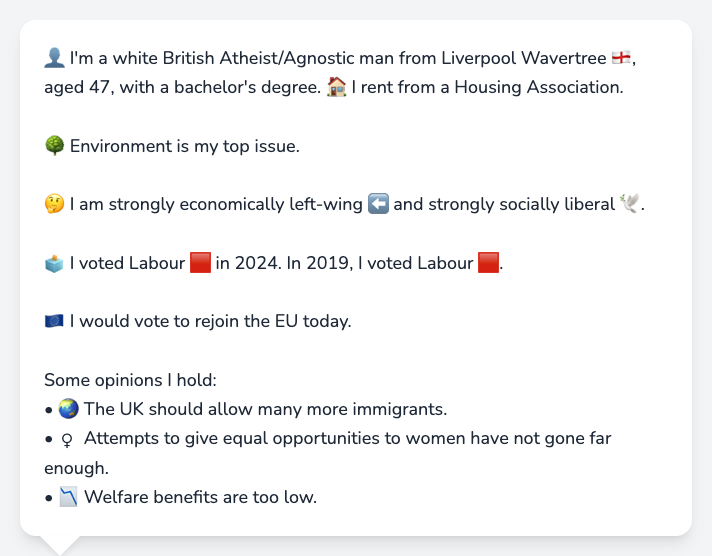 👤 I'm a white British Atheist/Agnostic man from Liverpool Wavertree 🏴󠁧󠁢󠁥󠁮󠁧󠁿,
aged 47, with a bachelor's degree. 🏠 I rent from a Housing Association.
🌳 Environment is my top issue.
🤔 I am strongly economically left-wing ⬅️ and strongly socially liberal 🕊️.
🗳️ I voted Labour 🟥 in 2024. In 2019, I voted Labour 🟥.
🇪🇺 I would vote to rejoin the EU today.
Some opinions I hold:
• 🌏 The UK should allow many more immigrants.
• ♀ Attempts to give equal opportunities to women have not gone far
enough.
• 📉 Welfare benefits are too low.